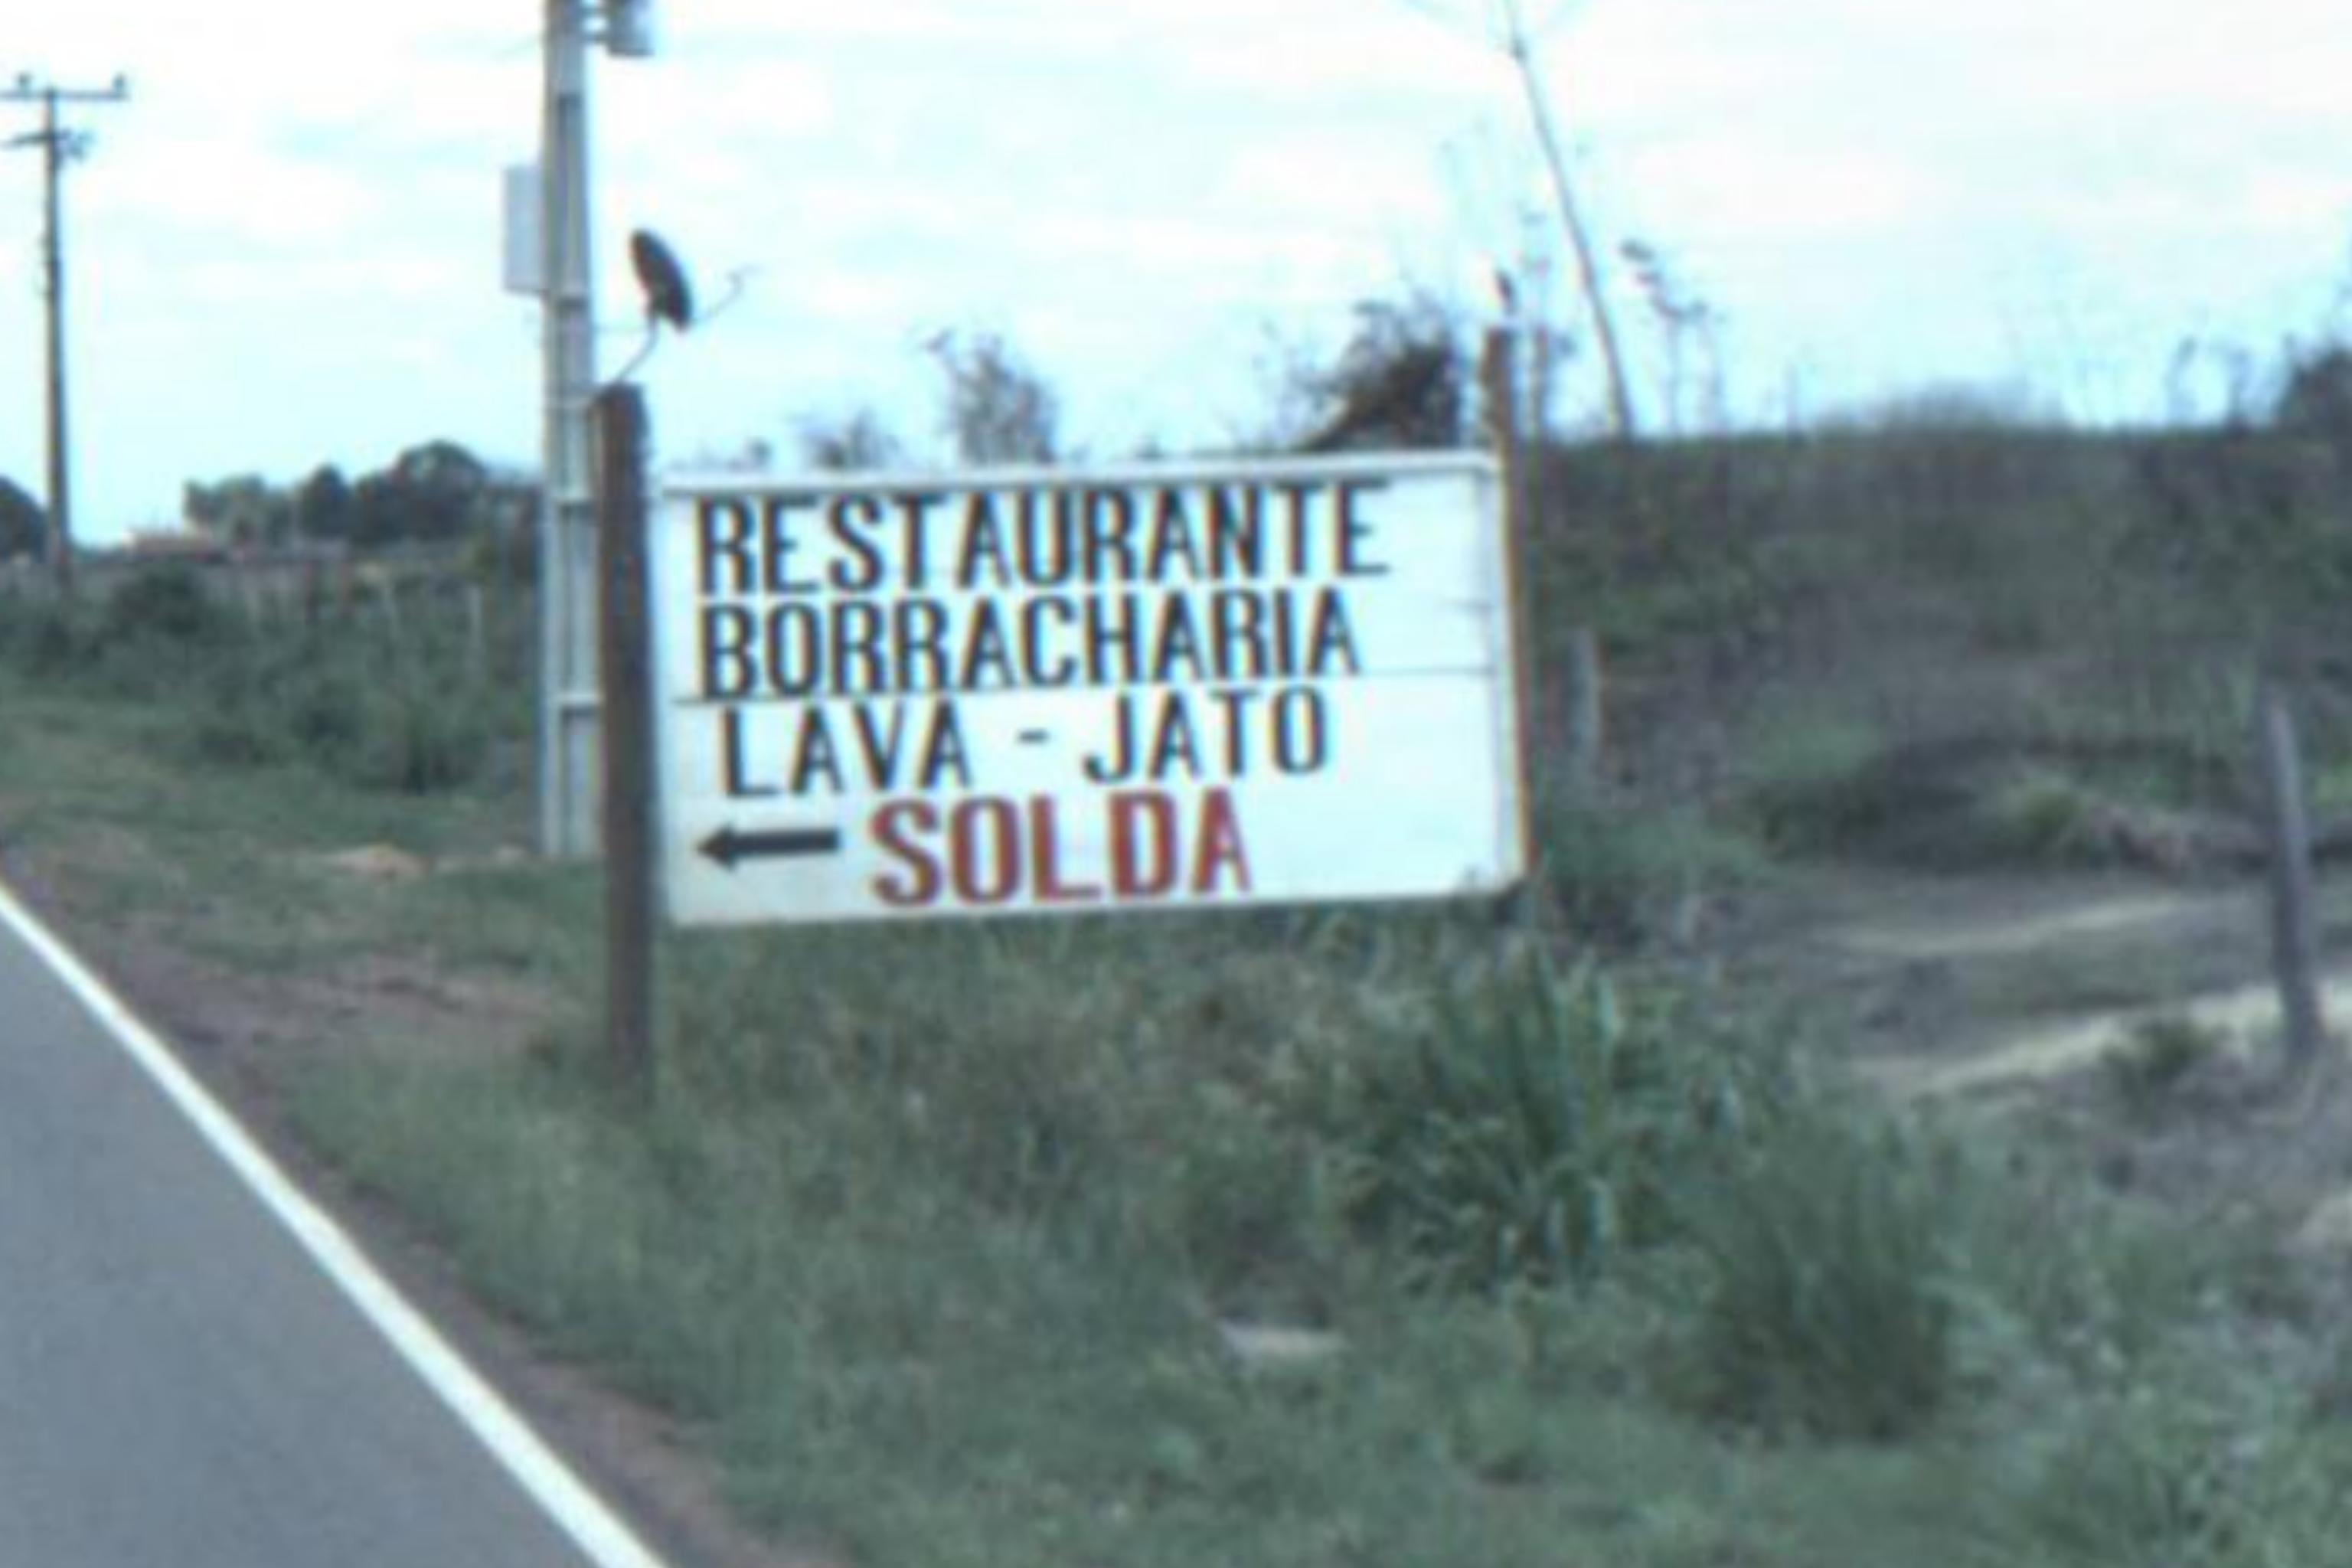 RESTAURANTE
BORRACHARIA
LAVA - JATO
SOLDA